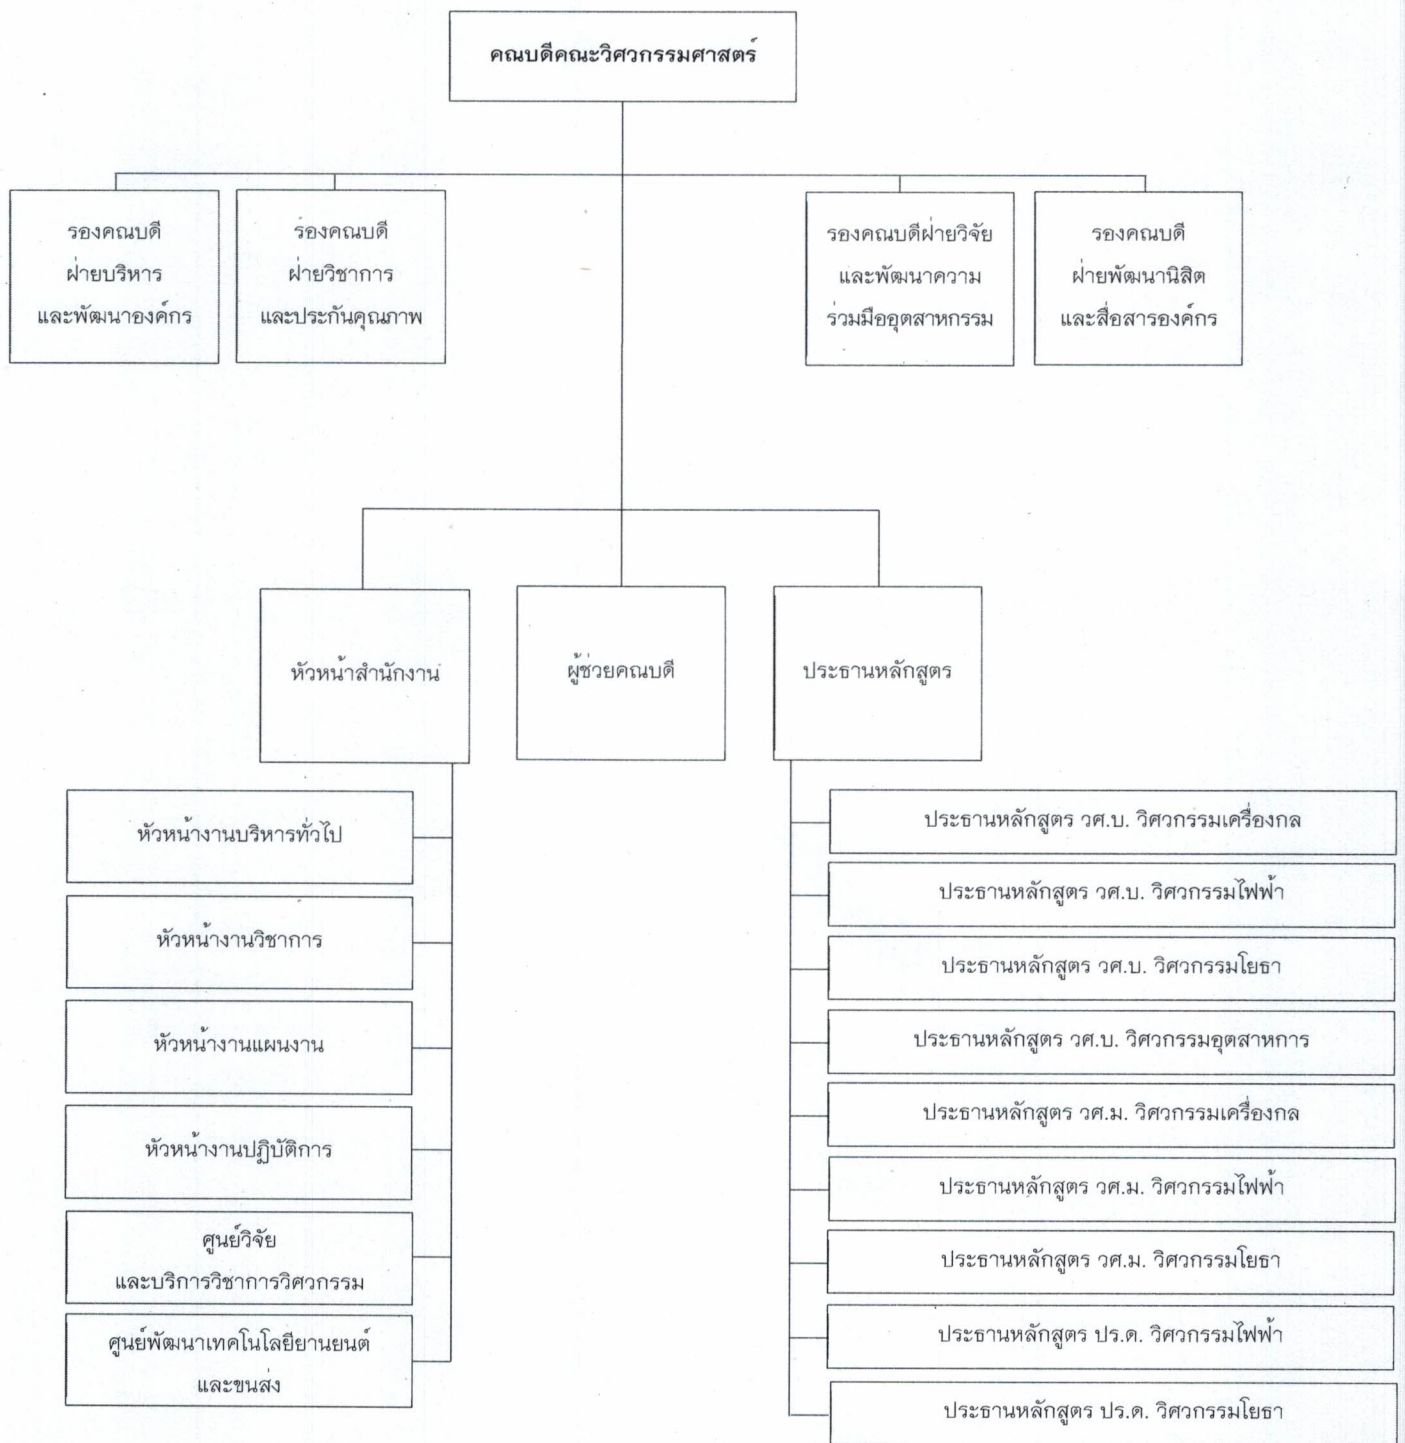 คณบดีคณะวิศวกรรมศาสตร์
รองคณบดี
ฝ่ายบริหาร
และพัฒนาองค์กร
รองคณบดี
ฝ่ายวิชาการ
และประกันคุณภาพ
รองคณบดีฝ่ายวิจัย
และพัฒนาความ
ร่วมมืออุตสาหกรรม
รองคณบดี
ฝ่ายพัฒนานิสิต
และสื่อสารองค์กร
หัวหน้าสำนักงาน
ผู้ช่วยคณบดี
ประธานหลักสูตร
หัวหน้างานบริหารทั่วไป
หัวหน้างานวิชาการ
หัวหน้างานแผนงาน
หัวหน้างานปฏิบัติการ
ศูนย์วิจัย
และบริการวิชาการวิศวกรรม
ศูนย์พัฒนาเทคโนโลยียานยนต์
และขนส่ง
ประธานหลักสูตร วศ.บ. วิศวกรรมเครื่องกล
ประธานหลักสูตร วศ.บ. วิศวกรรมไฟฟ้า
ประธานหลักสูตร วศ.บ. วิศวกรรมโยธา
ประธานหลักสูตร วศ.บ. วิศวกรรมอุตสาหการ
ประธานหลักสูตร วศ.ม. วิศวกรรมเครื่องกล
ประธานหลักสูตร วศ.ม. วิศวกรรมไฟฟ้า
ประธานหลักสูตร วศ.ม. วิศวกรรมโยธา
ประธานหลักสูตร ปร.ด. วิศวกรรมไฟฟ้า
ประธานหลักสูตร ปร.ด. วิศวกรรมโยธา